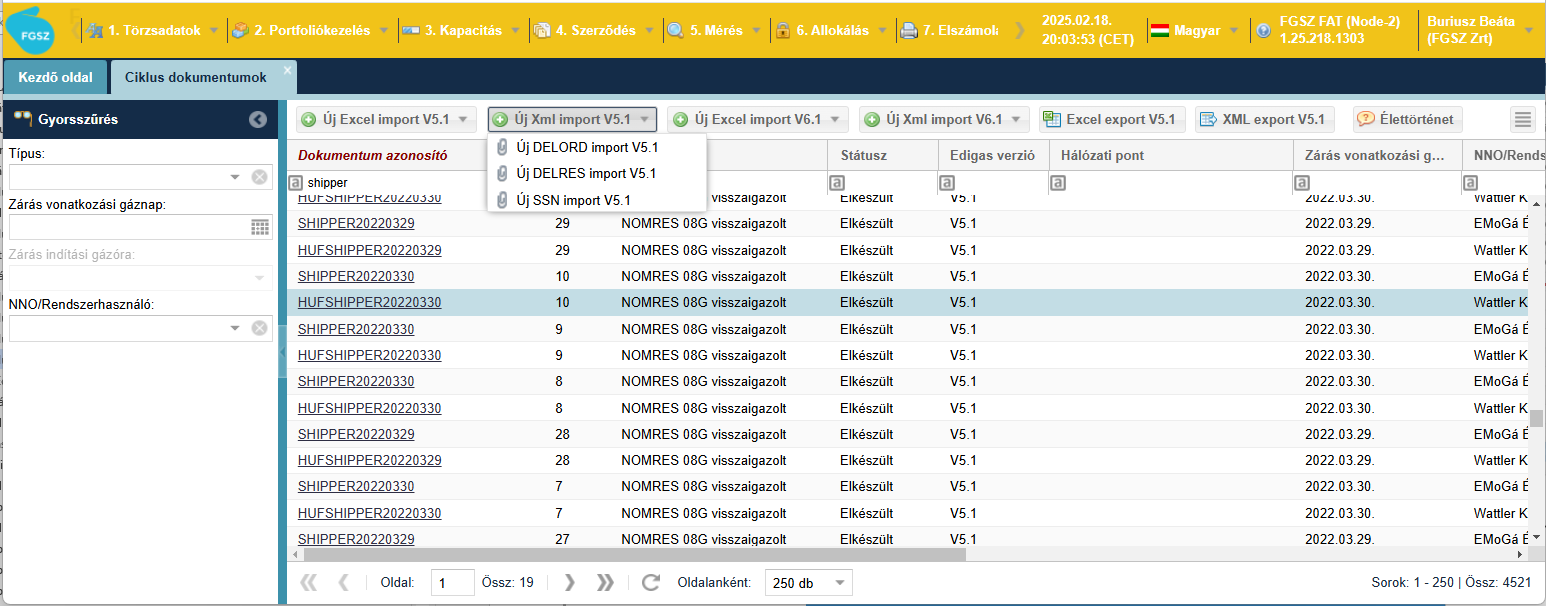 FGSZ
1. Törzsadatok
2. Portfoliókezelés
3. Kapacitás
4. Szerződés
5. Mérés
6. Allokálás
7. Elszámola
2025.02.18.
20:03:53 (CET)
Magyar
FGSZ FAT (Node-2)
1.25.218.1303
Buriusz Beáta
(FGSZ Zrt)
Kezdő oldal
Ciklus dokumentumok
Gyorsszűrés
Típus:
Zárás vonatkozási gáznap:
Zárás indítási gázóra:
NNO/Rendszerhasználó:
Új Excel import V5.1
Új Xml import V5.1
Új Excel import V6.1
Új Xml import V6.1
Excel export V5.1
XML export V5.1
Élettörténet
Új DELORD import V5.1
Új DELRES import V5.1
Új SSN import V5.1
Dokumentum azonosító Státusz Edigas verzió Hálózati pont Zárás vonatkozási g... NNO/Rends
shipper
HUFSHIPPER20220330 visszaigazolt Elkészült V5.1 2022.03.30. Wattler K
SHIPPER20220329 29 NOMRES 08G visszaigazolt Elkészült V5.1 2022.03.29. EMoGá É
HUFSHIPPER20220329 29 NOMRES 08G visszaigazolt Elkészült V5.1 2022.03.29. Wattler K
SHIPPER20220330 10 NOMRES 08G visszaigazolt Elkészült V5.1 2022.03.30. EMoGá É
HUFSHIPPER20220330 10 NOMRES 08G visszaigazolt Elkészült V5.1 2022.03.30. Wattler K
SHIPPER20220330 9 NOMRES 08G visszaigazolt Elkészült V5.1 2022.03.30. EMoGá É
HUFSHIPPER20220330 9 NOMRES 08G visszaigazolt Elkészült V5.1 2022.03.30. Wattler K
SHIPPER20220330 8 NOMRES 08G visszaigazolt Elkészült V5.1 2022.03.30. EMoGá É
HUFSHIPPER20220330 8 NOMRES 08G visszaigazolt Elkészült V5.1 2022.03.30. Wattler K
SHIPPER20220329 28 NOMRES 08G visszaigazolt Elkészült V5.1 2022.03.29. EMoGá É
HUFSHIPPER20220329 28 NOMRES 08G visszaigazolt Elkészült V5.1 2022.03.29. Wattler K
SHIPPER20220330 7 NOMRES 08G visszaigazolt Elkészült V5.1 2022.03.30. EMoGá É
HUFSHIPPER20220330 7 NOMRES 08G visszaigazolt Elkészült V5.1 2022.03.30. Wattler K
SHIPPER20220329 27 NOMRES 08G visszaigazolt Elkészült V5.1 2022.03.29. EMoGá É
Oldal: 1 Össz: 19 Oldalanként: 250 db Sorok: 1 - 250 | Össz: 4521